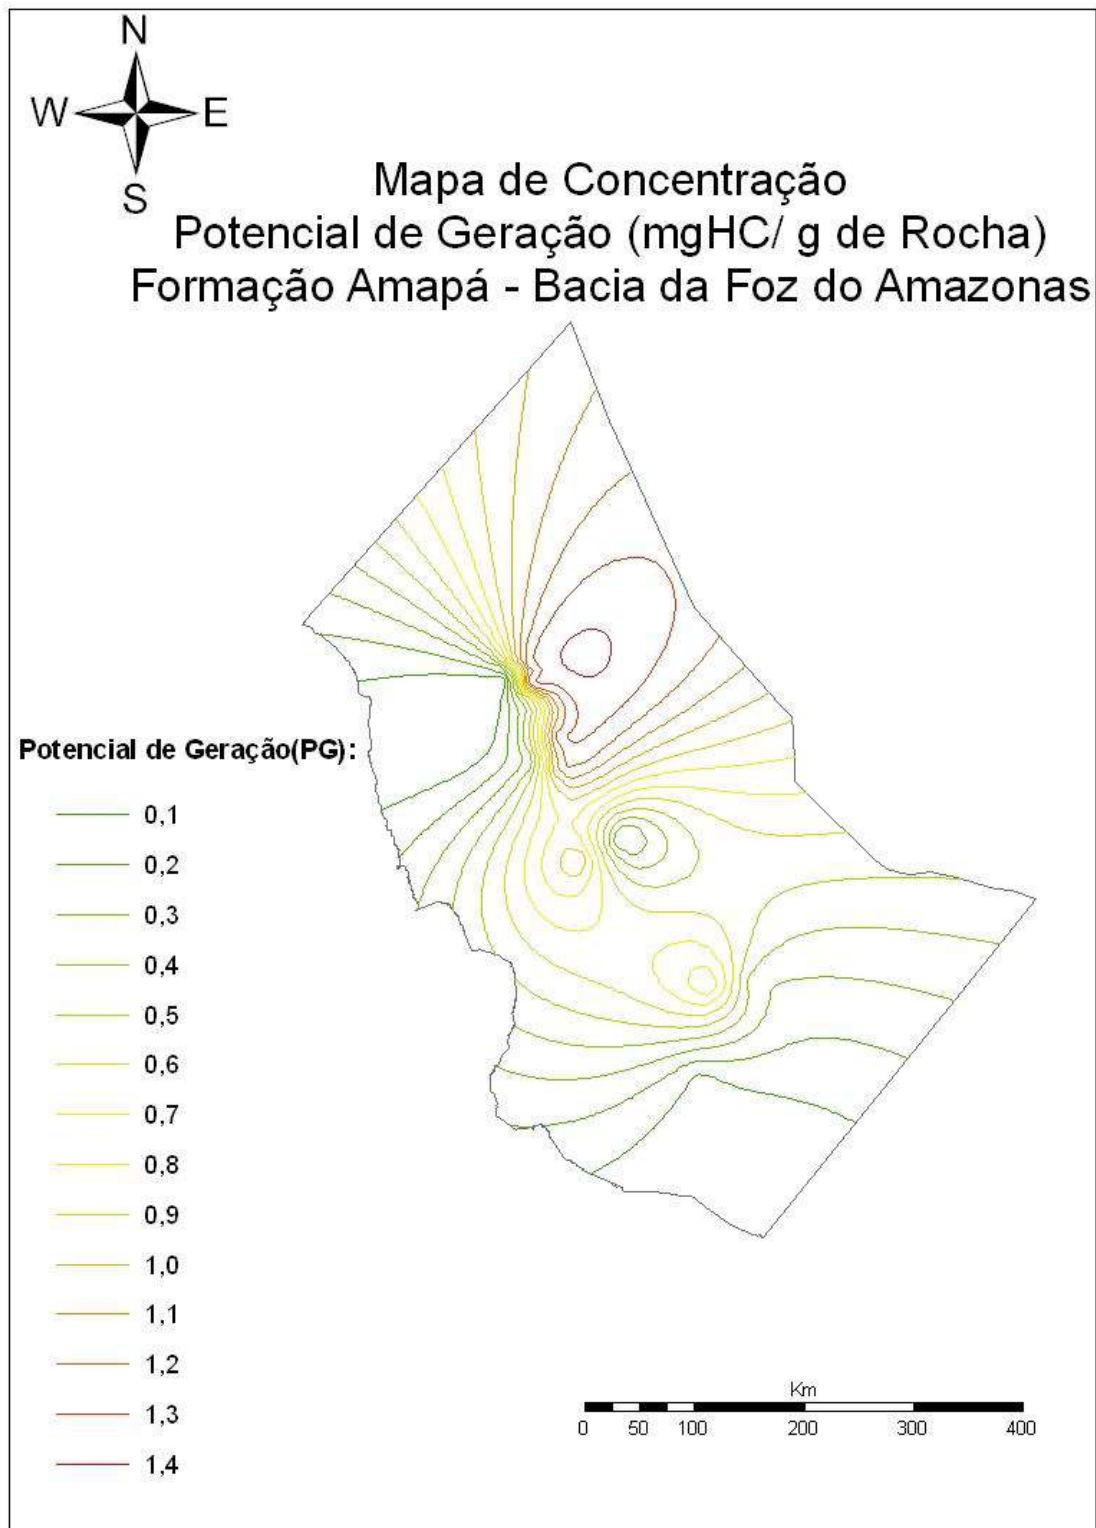 N
W E
S
Mapa de Concentração
Potencial de Geração (mgHC/ g de Rocha)
Formação Amapá - Bacia da Foz do Amazonas
Potencial de Geração(PG):
0,1
0,2
0,3
0,4
0,5
0,6
0,7
0,8
0,9
1,0
1,1
1,2
1,3
1,4
Km
0 50 100 200 300 400